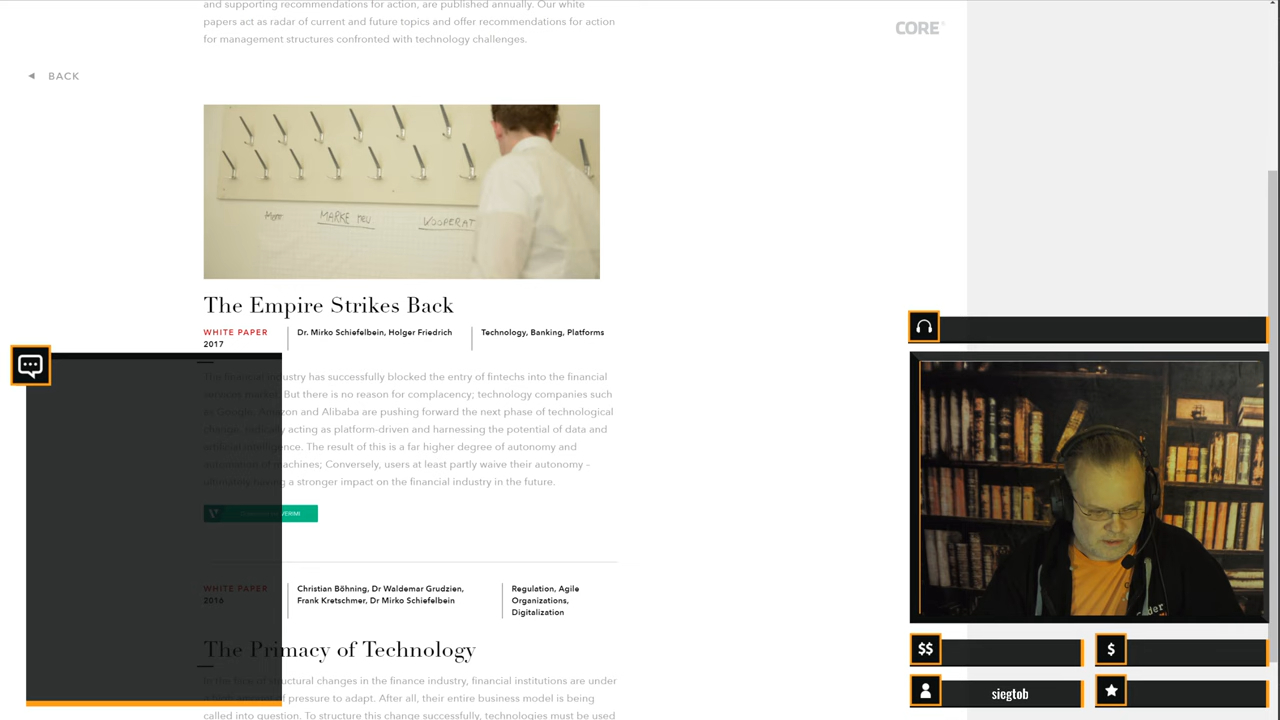 and supporting recommendations for action, are published annually. Our white
papers act as radar of current and future topics and offer recommendations for action
for management structures confronted with technology challenges.
CORE
BACK
MARKE NEU
KOOPERAT
The Empire Strikes Back
WHITE PAPER
2017
Dr. Mirko Schiefelbein, Holger Friedrich
Technology, Banking, Platforms
The financial industry has successfully blocked the entry of fintechs into the financial
services market. But there is no reason for complacency; technology companies such
as Google, Amazon and Alibaba are pushing forward the next phase of technological
change, radically acting as platform-driven and harnessing the potential of data and
artificial intelligence. The result of this is a far higher degree of autonomy and
automation of machines; Conversely, users at least partly waive their autonomy –
ultimately having a stronger impact on the financial industry in the future.
VERIMI
WHITE PAPER
2016
Christian Böhning, Dr Waldemar Grudzien,
Frank Kretschmer, Dr Mirko Schiefelbein
Regulation, Agile
Organizations,
Digitalization
The Primacy of Technology
In the face of structural changes in the finance industry, financial institutions are under
of pressure to adapt. After all, their entire business model is being
called into question. To structure this change successfully, technologies must be used
$$
$
siegtob